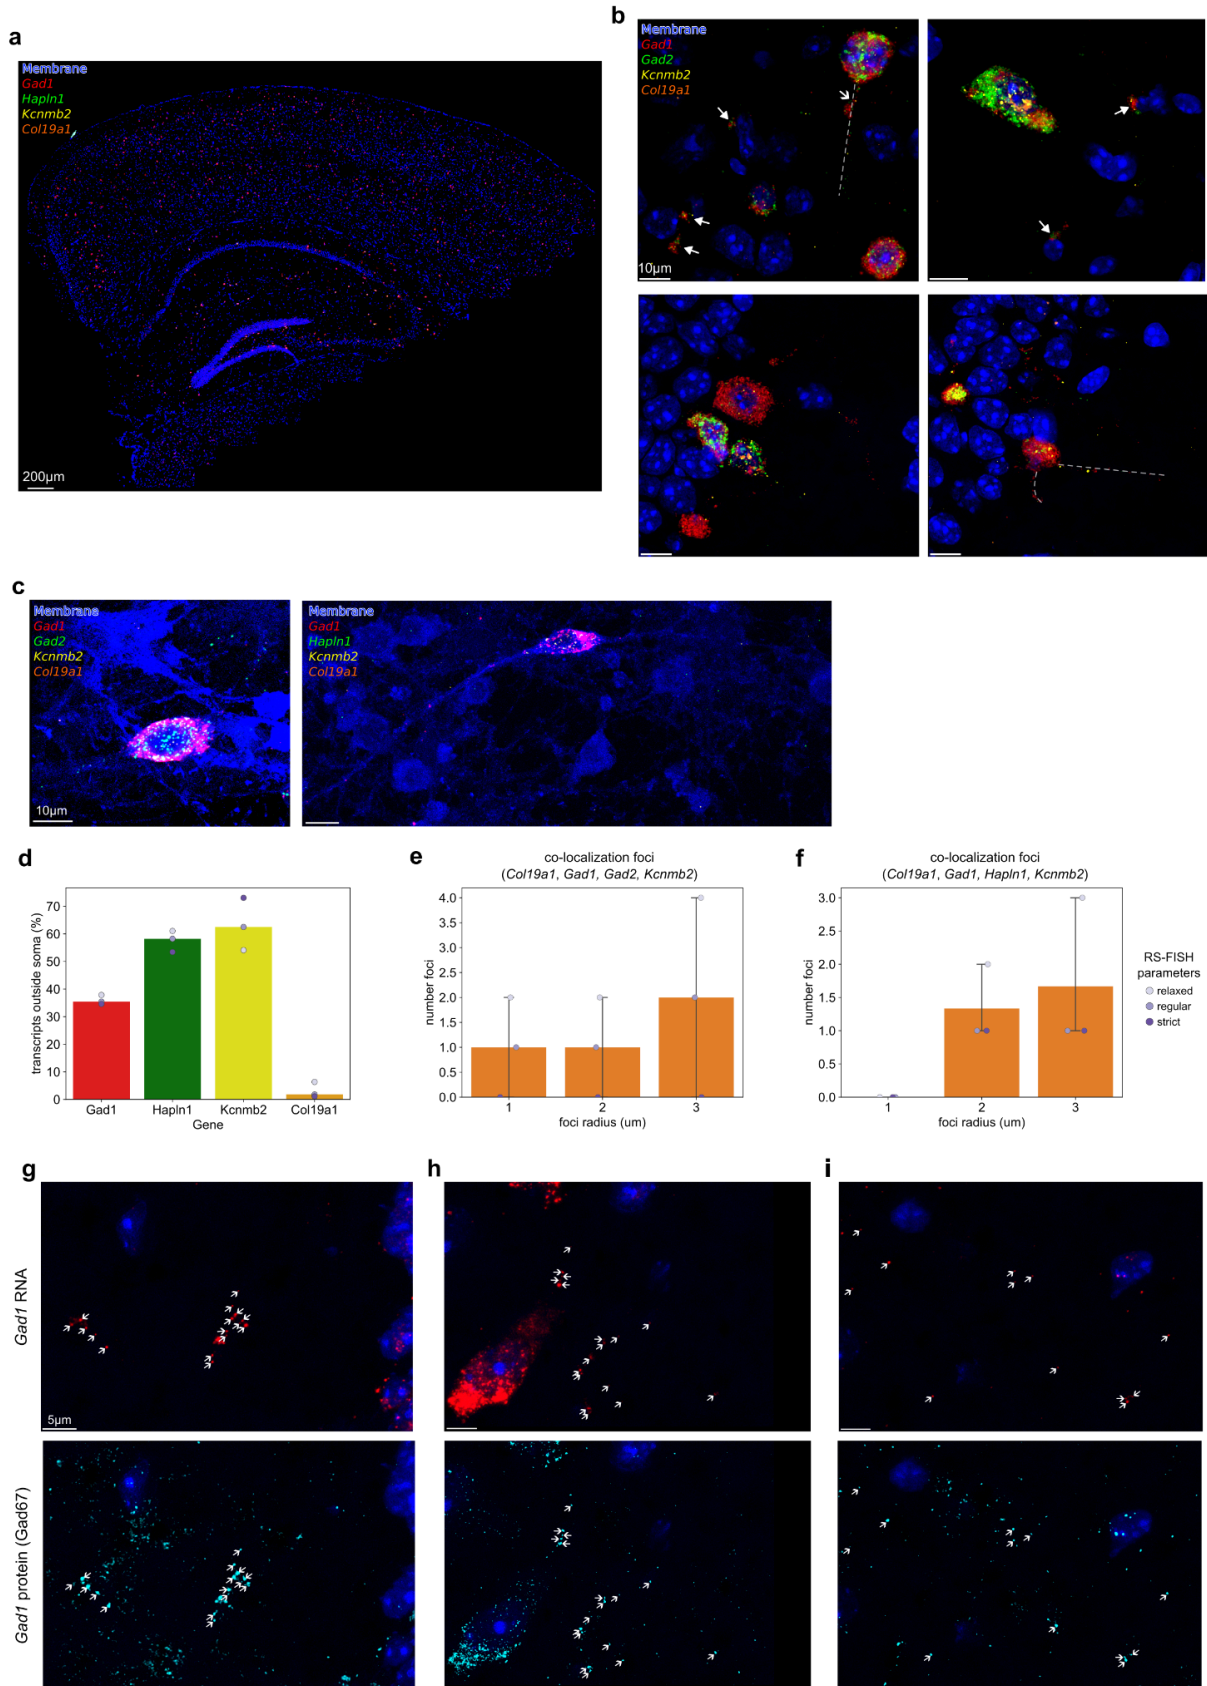 a
Membrane
Gad1
Hapln1
Kcnmb2
Col19a1
200µm
b
Membrane
Gad1
Gad2
Kcnmb2
Col19a1
10µm
c
Membrane
Gad1
Gad2
Kcnmb2
Col19a1
10µm
Membrane
Gad1
Hapln1
Kcnmb2
Col19a1
d
transcripts outside soma (%)
70
60
50
40
30
20
10
0
Gad1 Hapln1 Kcnmb2 Col19a1
Gene
e
co-localization foci
(Col19a1, Gad1, Gad2, Kcnmb2)
number foci
4.0
3.5
3.0
2.5
2.0
1.5
1.0
0.5
0.0
1 2 3
foci radius (um)
f
co-localization foci
(Col19a1, Gad1, Hapln1, Kcnmb2)
number foci
3.0
2.5
2.0
1.5
1.0
0.5
0.0
1 2 3
foci radius (um)
RS-FISH
parameters
relaxed
regular
strict
g
h
i
Gad1 RNA
5µm
Gad1 protein (Gad67)